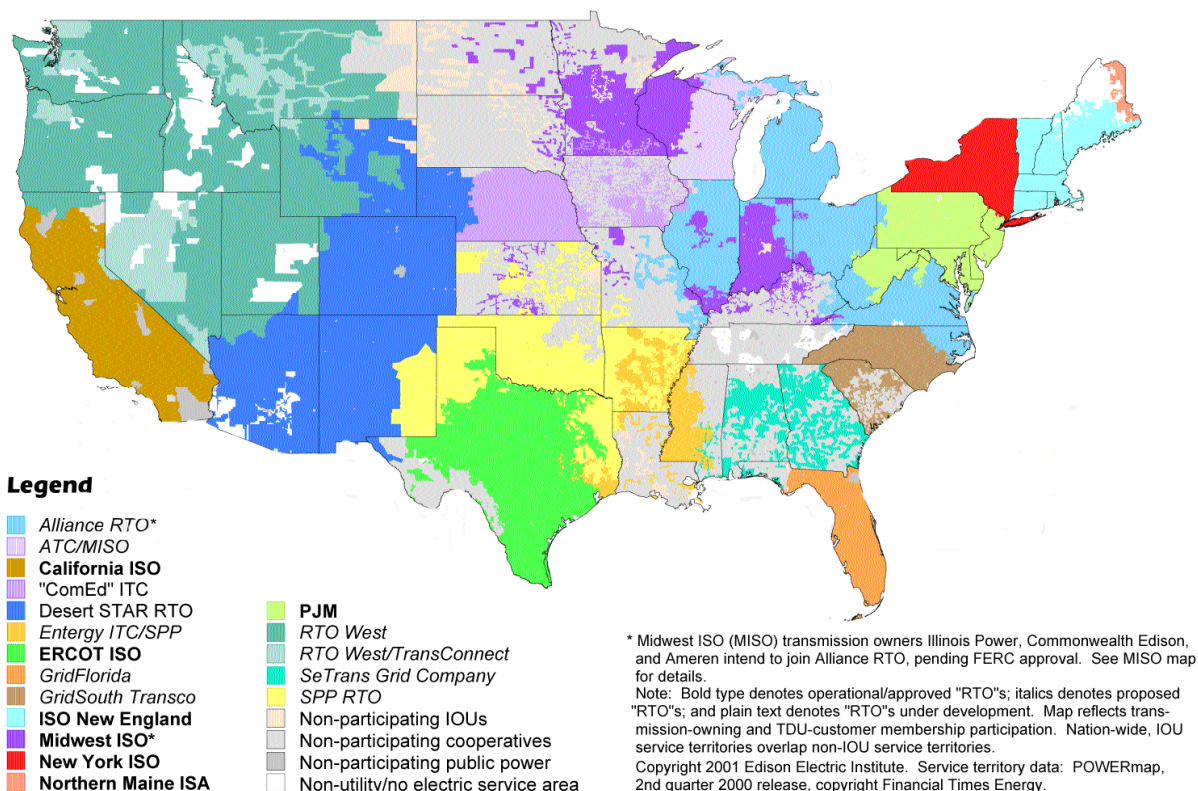 Legend
Alliance RTO*
ATC/MISO
California ISO
"ComEd" ITC
Desert STAR RTO
Entergy ITC/SPP
ERCOT ISO
GridFlorida
GridSouth Transco
ISO New England
Midwest ISO*
New York ISO
Northern Maine ISA
PJM
RTO West
RTO West/TransConnect
SeTrans Grid Company
SPP RTO
Non-participating IOUs
Non-participating cooperatives
Non-participating public power
Non-utility/no electric service area
* Midwest ISO (MISO) transmission owners Illinois Power, Commonwealth Edison,
and Ameren intend to join Alliance RTO, pending FERC approval. See MISO map
for details.
Note: Bold type denotes operational/approved "RTO"s; italics denotes proposed
"RTO"s; and plain text denotes "RTO"s under development. Map reflects trans-
mission-owning and TDU-customer membership participation. Nation-wide, IOU
service territories overlap non-IOU service territories.
Copyright 2001 Edison Electric Institute. Service territory data: POWERmap,
2nd quarter 2000 release, copyright Financial Times Energy.